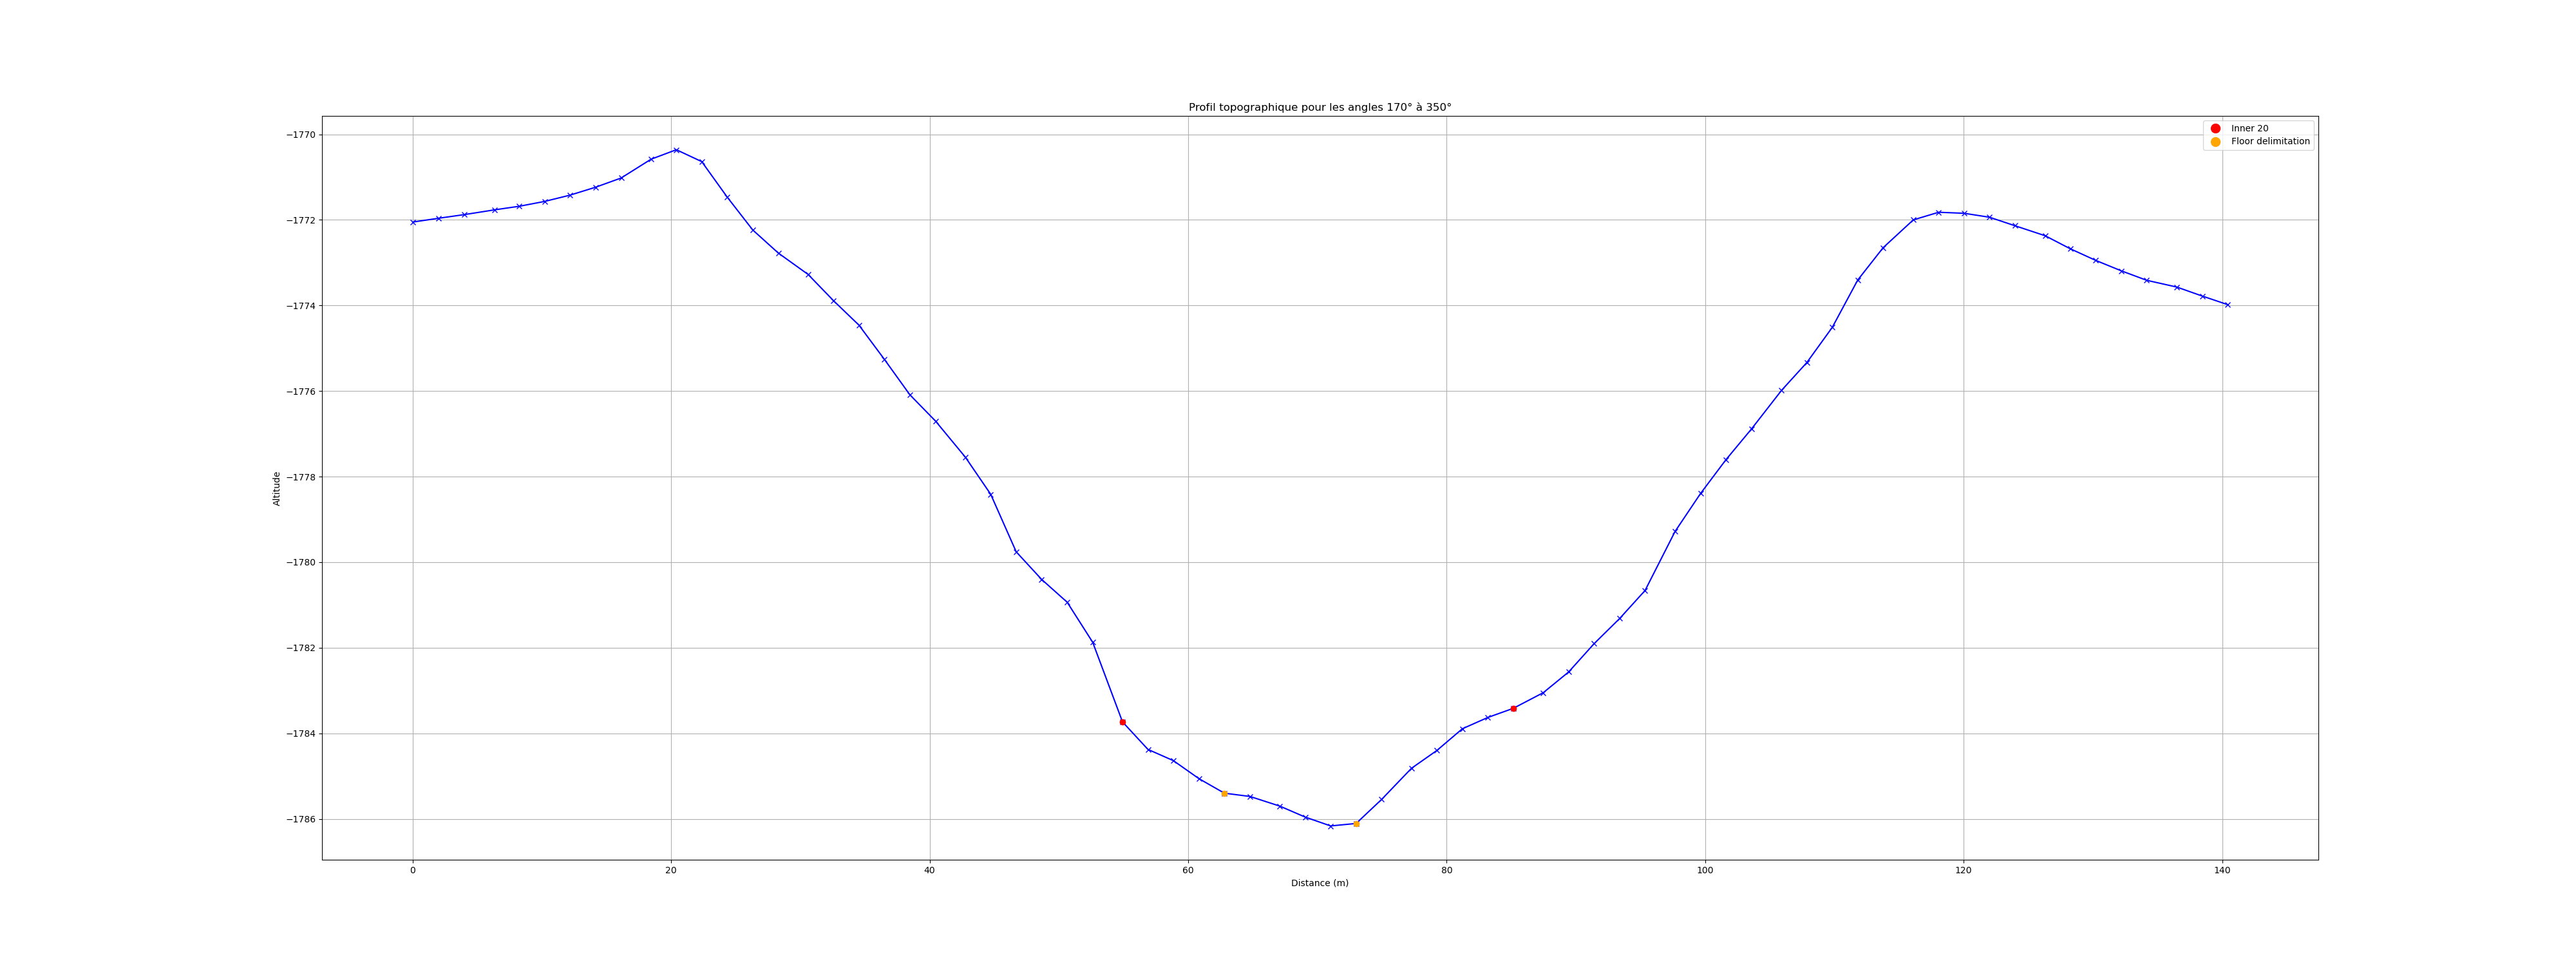 Profil topographique pour les angles 170° à 350°
Inner 20
Floor delimitation
Altitude
−1770
−1772
−1774
−1776
−1778
−1780
−1782
−1784
−1786
0 20 40 60 80 100 120 140
Distance (m)